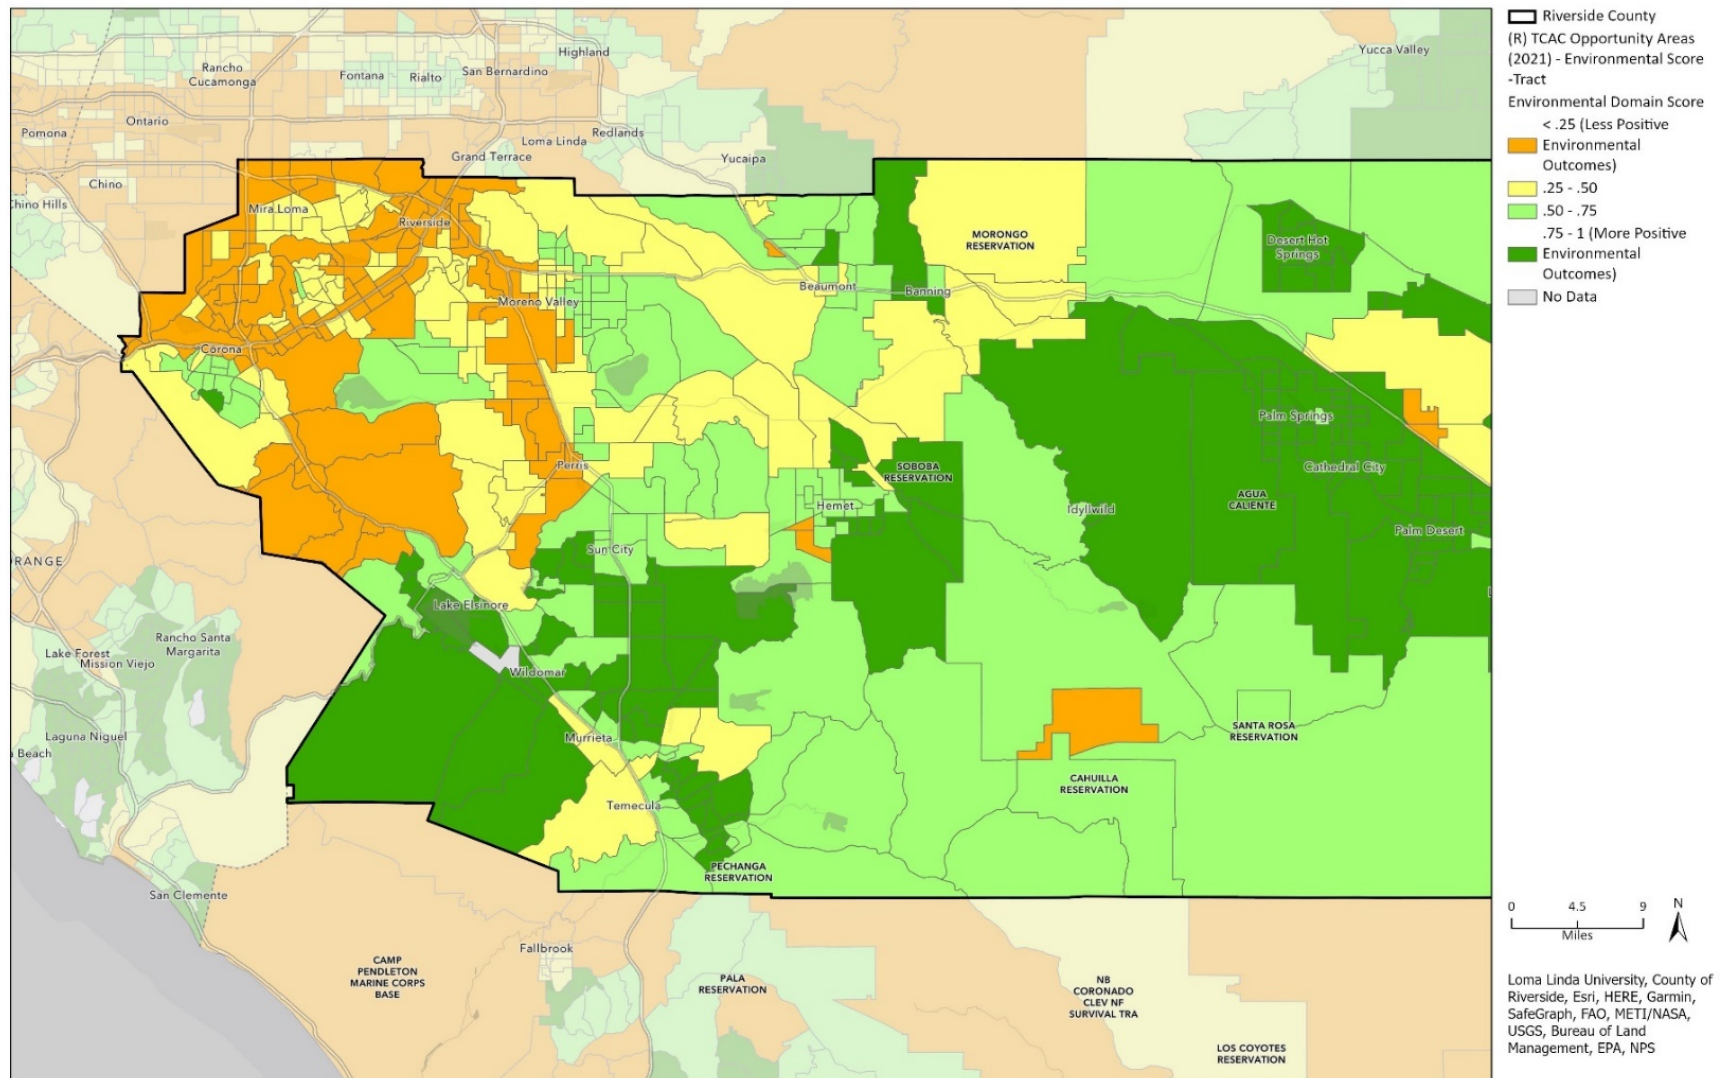 Highland
Yucca Valley
Rancho
Cucamonga
Fontana
Rialto
San Bernardino
Ontario
Pomona
Redlands
Loma Linda
Grand Terrace
Yucaipa
Chino
Chino Hills
Mira Loma
Riverside
MORONGO
RESERVATION
Desert Hot
Springs
Beaumont
Banning
Moreno Valley
Corona
Palm Springs
Perris
SOBOBA
RESERVATION
Cathedral City
AGUA
CALIENTE
Hemet
Idyllwild
Palm Desert
Sun City
RANGE
Lake Elsinore
Rancho Santa
Margarita
Lake Forest
Mission Viejo
Wildomar
Laguna Niguel
Murrieta
SANTA ROSA
RESERVATION
a Beach
CAHUILLA
RESERVATION
Temecula
PECHANGA
RESERVATION
San Clemente
Fallbrook
CAMP
PENDLETON
MARINE CORPS
BASE
PALA
RESERVATION
NB
CORONADO
CLEV NF
SURVIVAL TRA
LOS COYOTES
RESERVATION
Riverside County
(R) TCAC Opportunity Areas
(2021) - Environmental Score
-Tract
Environmental Domain Score
< .25 (Less Positive
Environmental
Outcomes)
.25 - .50
.50 - .75
.75 - 1 (More Positive
Environmental
Outcomes)
No Data
0 4.5 9
Miles
N
Loma Linda University, County of
Riverside, Esri, HERE, Garmin,
SafeGraph, FAO, METI/NASA,
USGS, Bureau of Land
Management, EPA, NPS